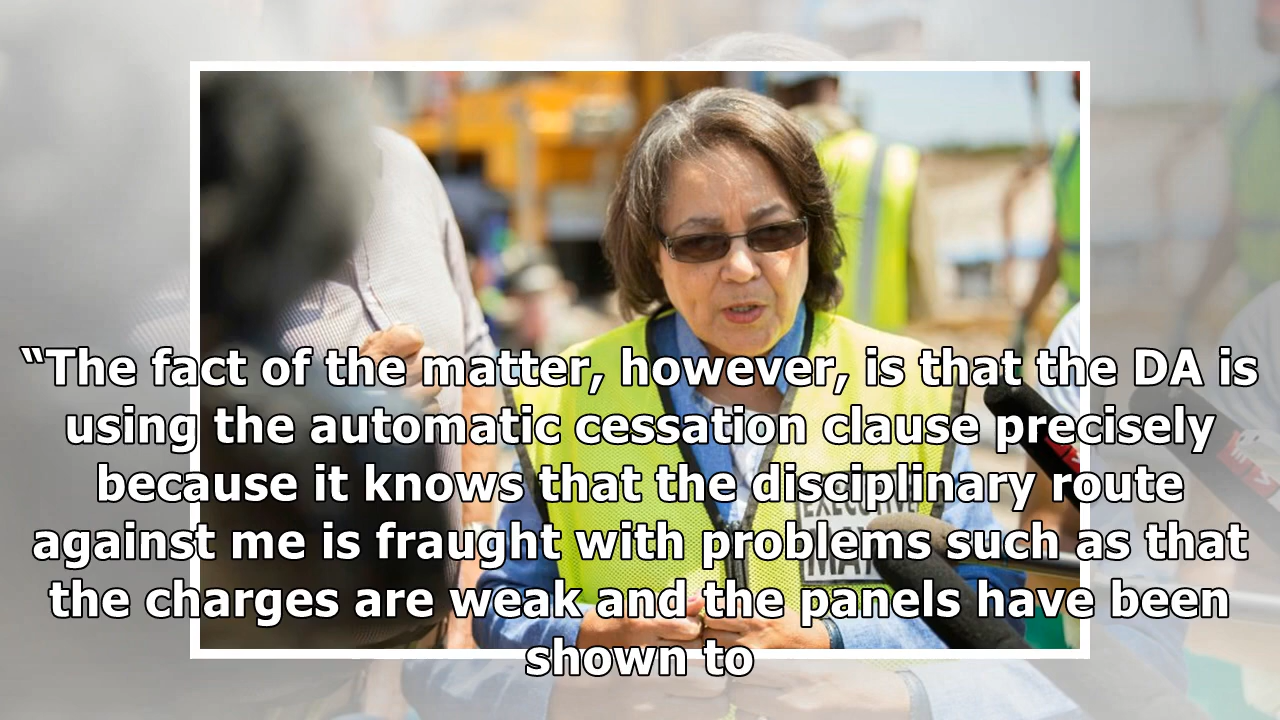 “The fact of the matter, however, is that the DA is
using the automatic cessation clause precisely
because it knows that the disciplinary route
against me is fraught with problems such as that
the charges are weak and the panels have been
shown to
EXECUTIVE